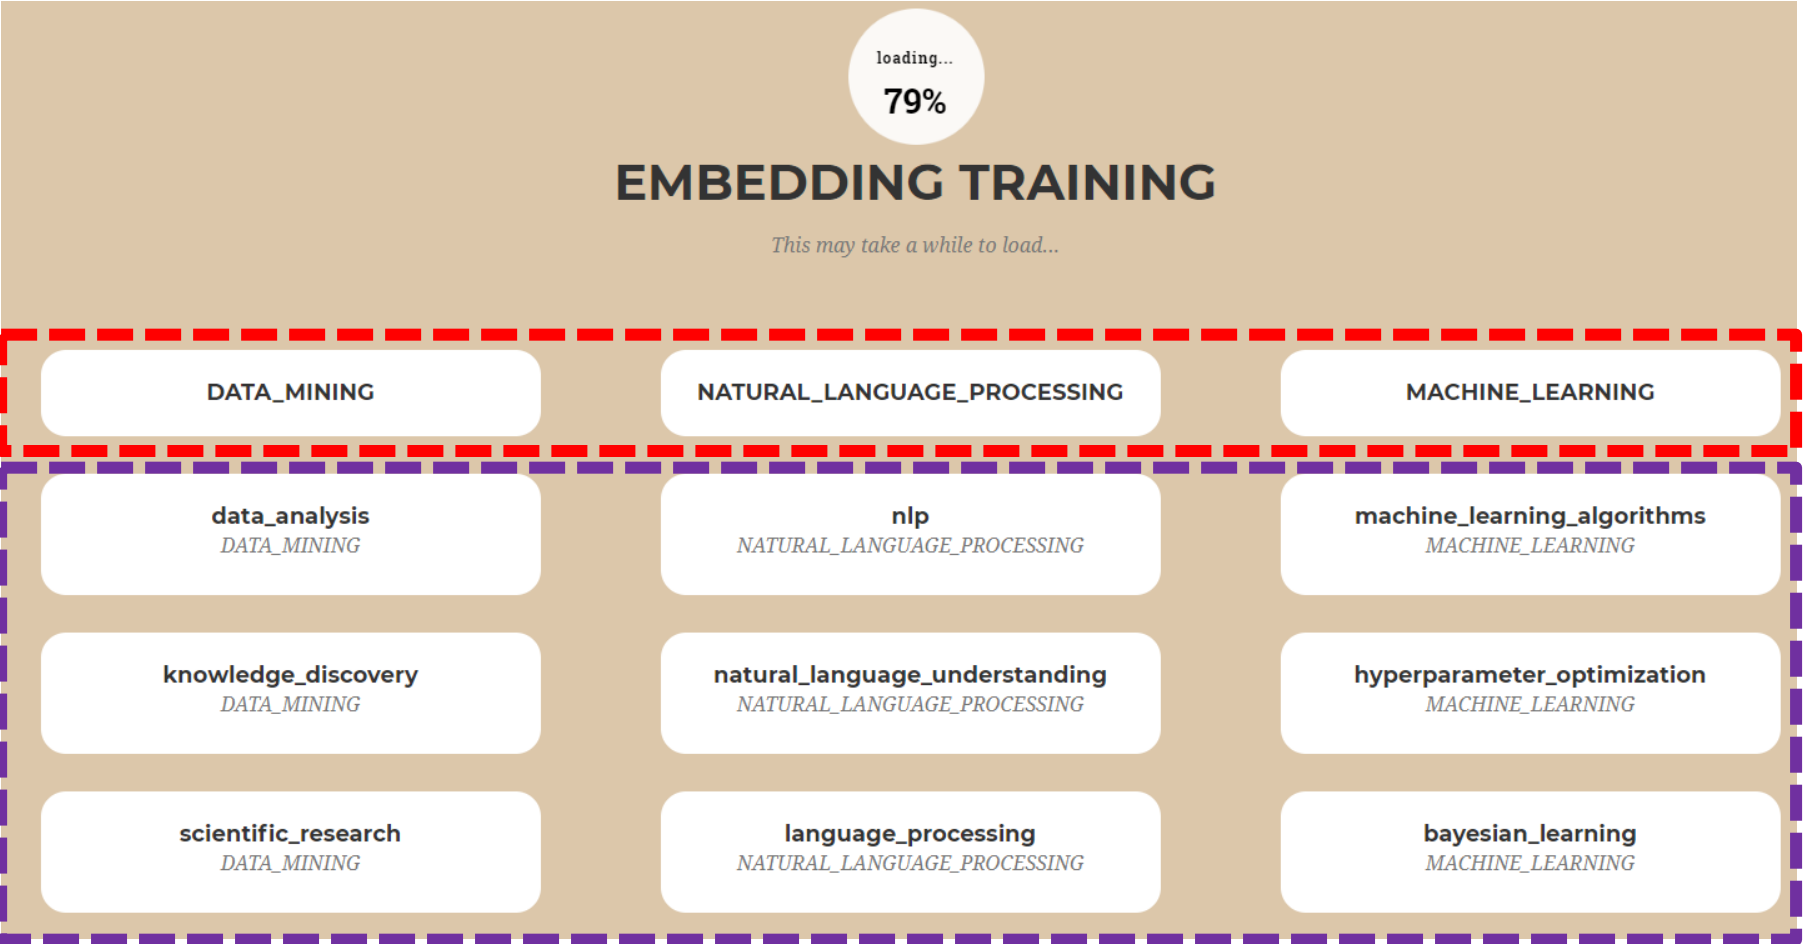 loading...
79%
EMBEDDING TRAINING
This may take a while to load...
DATA_MINING
NATURAL_LANGUAGE_PROCESSING
MACHINE_LEARNING
data_analysis
DATA_MINING
nlp
NATURAL_LANGUAGE_PROCESSING
machine_learning_algorithms
MACHINE_LEARNING
knowledge_discovery
DATA_MINING
natural_language_understanding
NATURAL_LANGUAGE_PROCESSING
hyperparameter_optimization
MACHINE_LEARNING
scientific_research
DATA_MINING
language_processing
NATURAL_LANGUAGE_PROCESSING
bayesian_learning
MACHINE_LEARNING